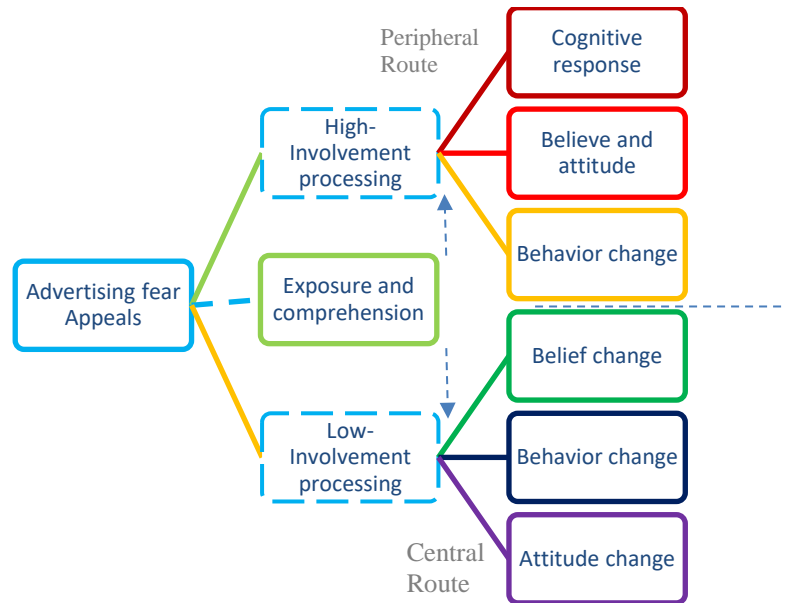 Peripheral
Route
Cognitive
response
High-
Involvement
processing
Believe and
attitude
Behavior change
Advertising fear
Appeals
Exposure and
comprehension
Belief change
Low-
Involvement
processing
Behavior change
Central
Route
Attitude change